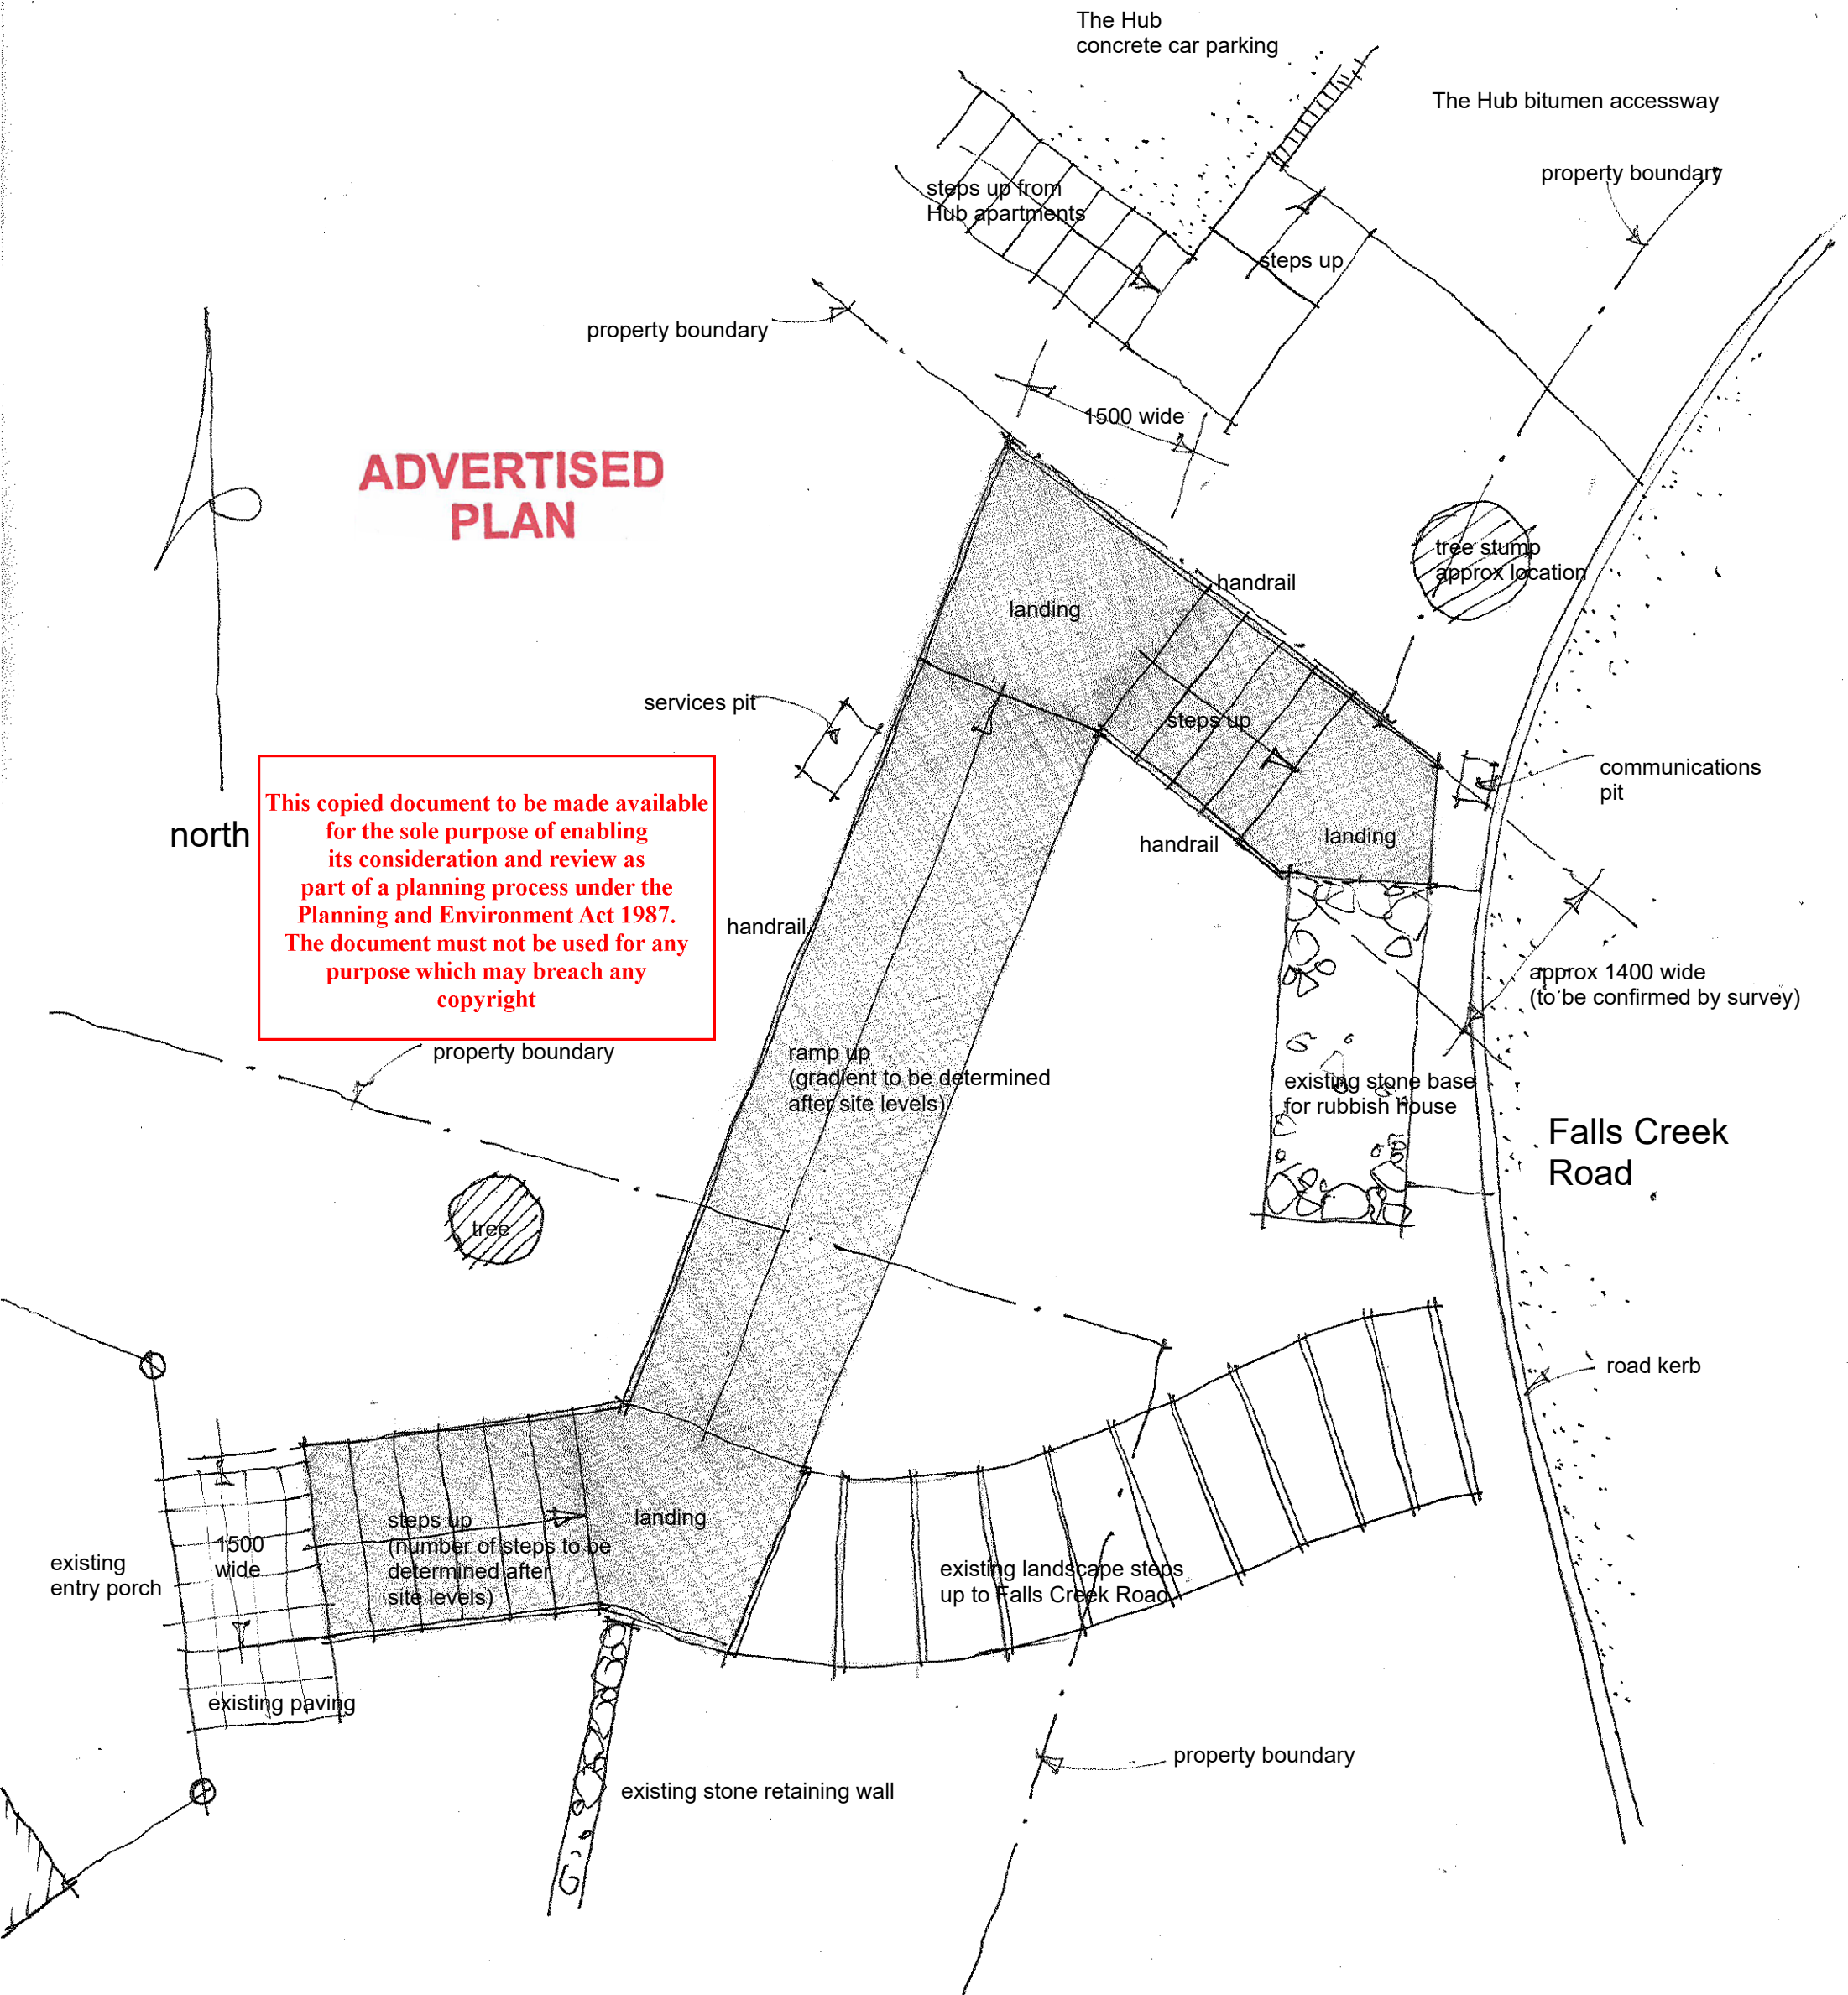 The Hub
concrete car parking
The Hub bitumen accessway
property boundary
steps up from
Hub apartments
steps up
property boundary
1500 wide
ADVERTISED
PLAN
tree stump
approx location
handrail
landing
services pit
steps up
communications
pit
north
This copied document to be made available
for the sole purpose of enabling
its consideration and review as
part of a planning process under the
Planning and Environment Act 1987.
The document must not be used for any
purpose which may breach any
copyright
handrail
landing
handrail
approx 1400 wide
(to be confirmed by survey)
property boundary
ramp up
(gradient to be determined
after site levels)
existing stone base
for rubbish house
Falls Creek
Road
tree
road kerb
steps up
(number of steps to be
determined after
site levels)
landing
1500
wide
existing
entry porch
existing landscape steps
up to Falls Creek Road
existing paving
property boundary
existing stone retaining wall